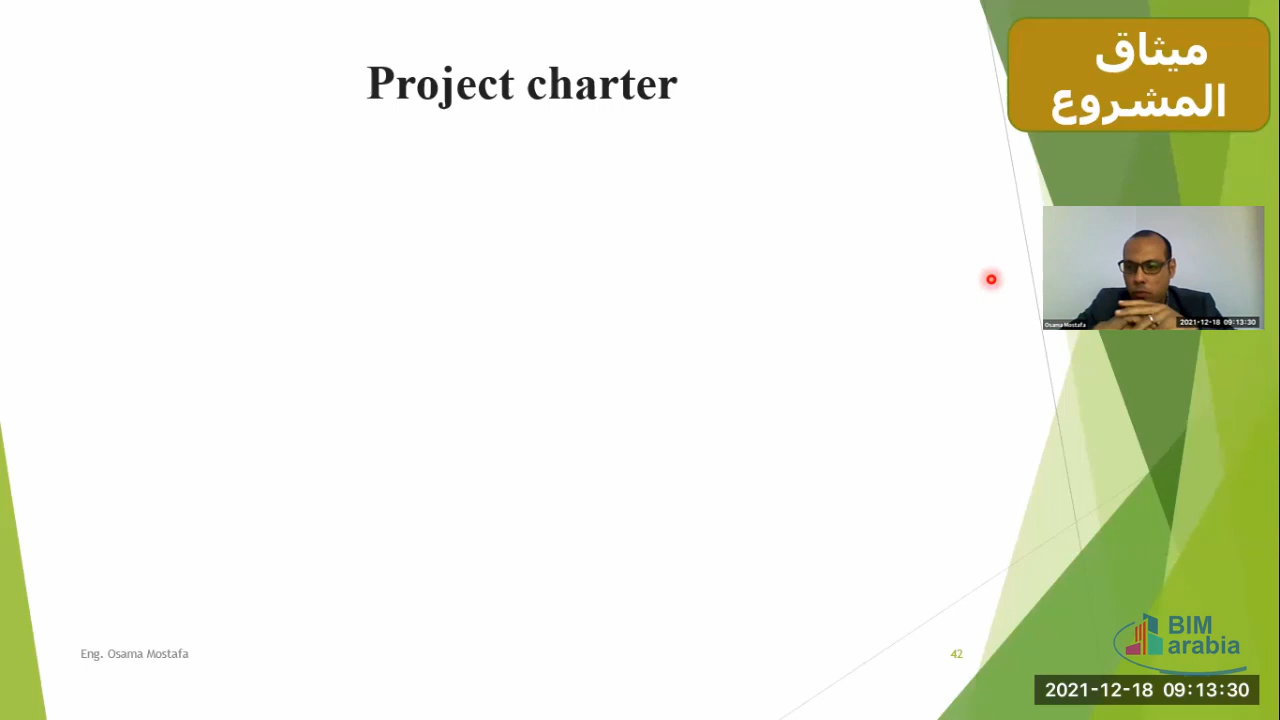 Project charter
ميثاق
المشروع
Osama Mostafa
2021-12-18 09:13:30
Eng. Osama Mostafa
42
BIM
arabia
2021-12-18 09:13:30